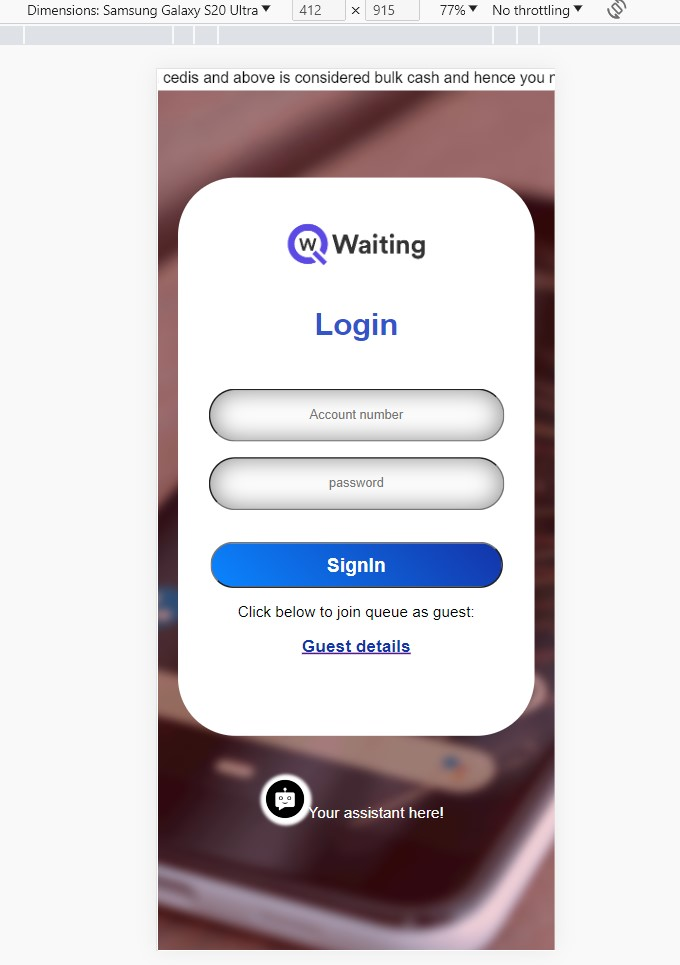 Dimensions: Samsung Galaxy S20 Ultra 412 × 915 77% No throttling
cedis and above is considered bulk cash and hence you
W Waiting
Login
Account number
password
SignIn
Click below to join queue as guest:
Guest details
Your assistant here!